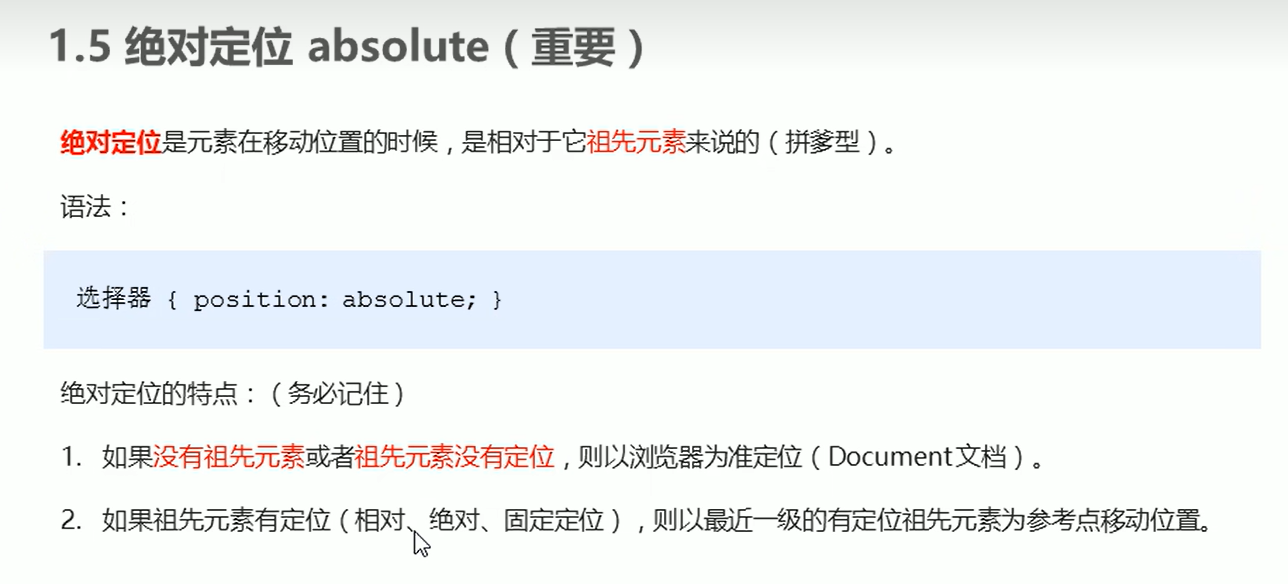 1.5 绝对定位 absolute（重要）
绝对定位是元素在移动位置的时候，是相对于它祖先元素来说的（拼爹型）。
语法：
选择器 { position: absolute; }
绝对定位的特点：（务必记住）
1. 如果没有祖先元素或者祖先元素没有定位，则以浏览器为准定位（Document文档）。
2. 如果祖先元素有定位（相对、绝对、固定定位），则以最近一级的有定位祖先元素为参考点移动位置。